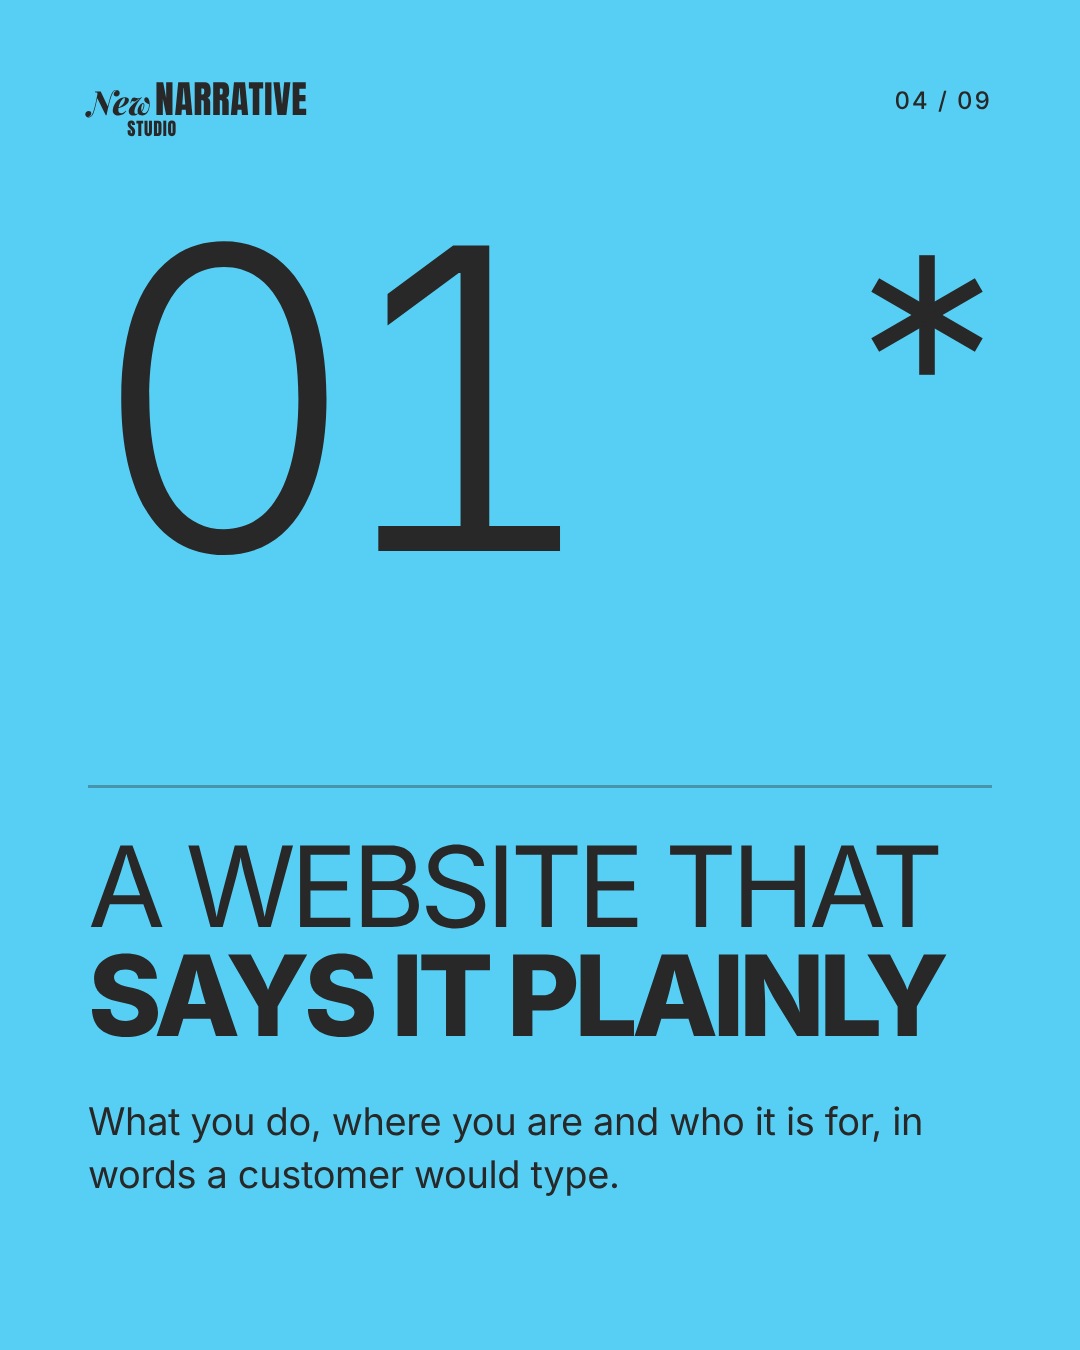 New NARRATIVE
STUDIO
04 / 09
01 *
A WEBSITE THAT
SAYS IT PLAINLY
What you do, where you are and who it is for, in
words a customer would type.